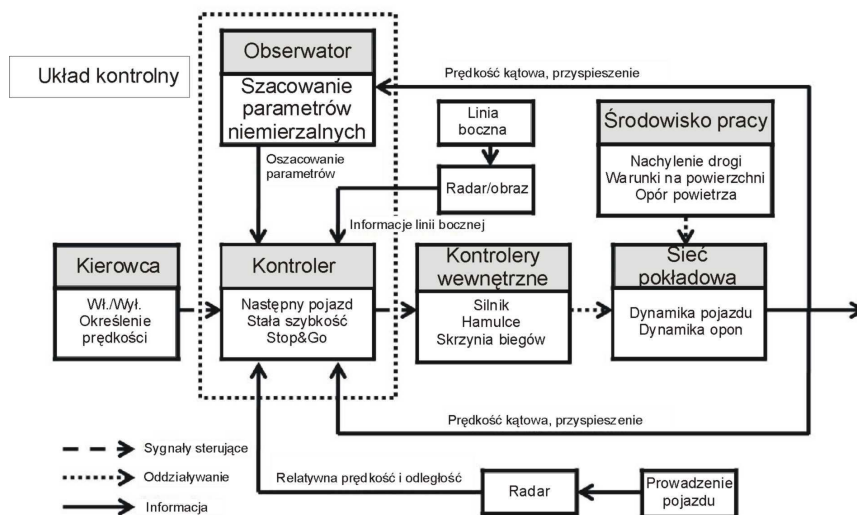 Układ kontrolny
Obserwator
Szacowanie
parametrów
niemierzalnych
Prędkość kątowa, przyspieszenie
Linia
boczna
Środowisko pracy
Nachylenie drogi
Warunki na powierzchni
Opór powietrza
Oszacowanie
parametrów
Radar/obraz
Informacje linii bocznej
Kierowca
Wł./Wył.
Określenie
prędkości
Kontroler
Następny pojazd
Stała szybkość
Stop&Go
Kontrolery
wewnętrzne
Silnik
Hamulce
Skrzynia biegów
Sieć
pokładowa
Dynamika pojazdu
Dynamika opon
Prędkość kątowa, przyspieszenie
Sygnały sterujące
Oddziaływanie
Informacja
Relatywna prędkość i odległość
Radar
Prowadzenie
pojazdu